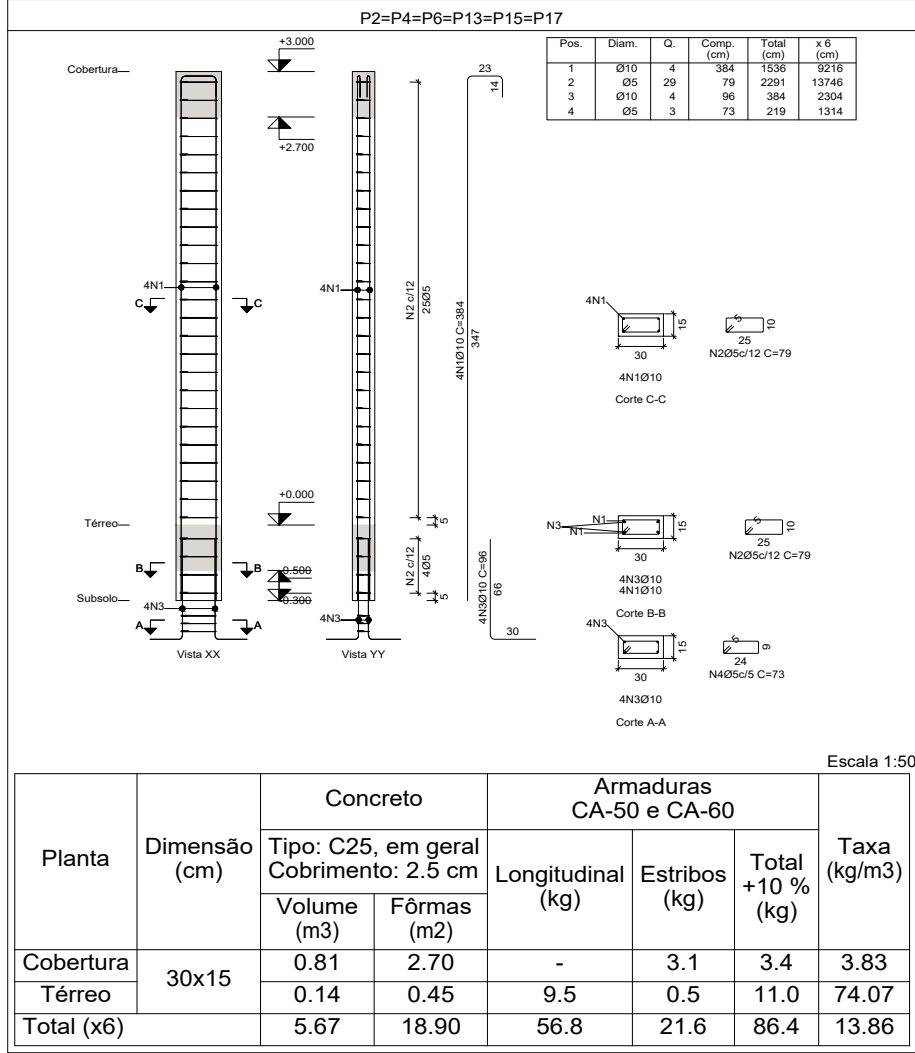 P2=P4=P6=P13=P15=P17
Pos. Diam. Q. Comp. (cm) Total (cm) x 6 (cm)
1 Ø10 4 384 1536 9216
2 Ø5 29 79 2291 13746
3 Ø10 4 96 384 2304
4 Ø5 3 73 219 1314
+3.000
Cobertura
+2.700
23
14
4N1
C
C
4N1
N2 c/12
25Ø5
4N1Ø10 C=384
347
4N1
15
30
4N1Ø10
Corte C-C
5
10
25
N2Ø5c/12 C=79
+0.000
Térreo
5
N2 c/12
4Ø5
5
B
B
-0.500
Subsolo
-0.300
4N3
A
A
4N3
4N3Ø10 C=96
66
30
Vista XX
Vista YY
N3
N1
N1
15
30
4N3Ø10
4N1Ø10
Corte B-B
5
10
25
N2Ø5c/12 C=79
4N3
15
30
4N3Ø10
Corte A-A
5
9
24
N4Ø5c/5 C=73
Escala 1:50
Planta
Dimensão (cm)
Concreto
Armaduras
CA-50 e CA-60
Taxa (kg/m3)
Tipo: C25, em geral
Cobrimento: 2.5 cm
Longitudinal (kg)
Estribos (kg)
Total +10 % (kg)
Volume (m3)
Fôrmas (m2)
Cobertura 30x15 0.81 2.70 - 3.1 3.4 3.83
Térreo 0.14 0.45 9.5 0.5 11.0 74.07
Total (x6) 5.67 18.90 56.8 21.6 86.4 13.86